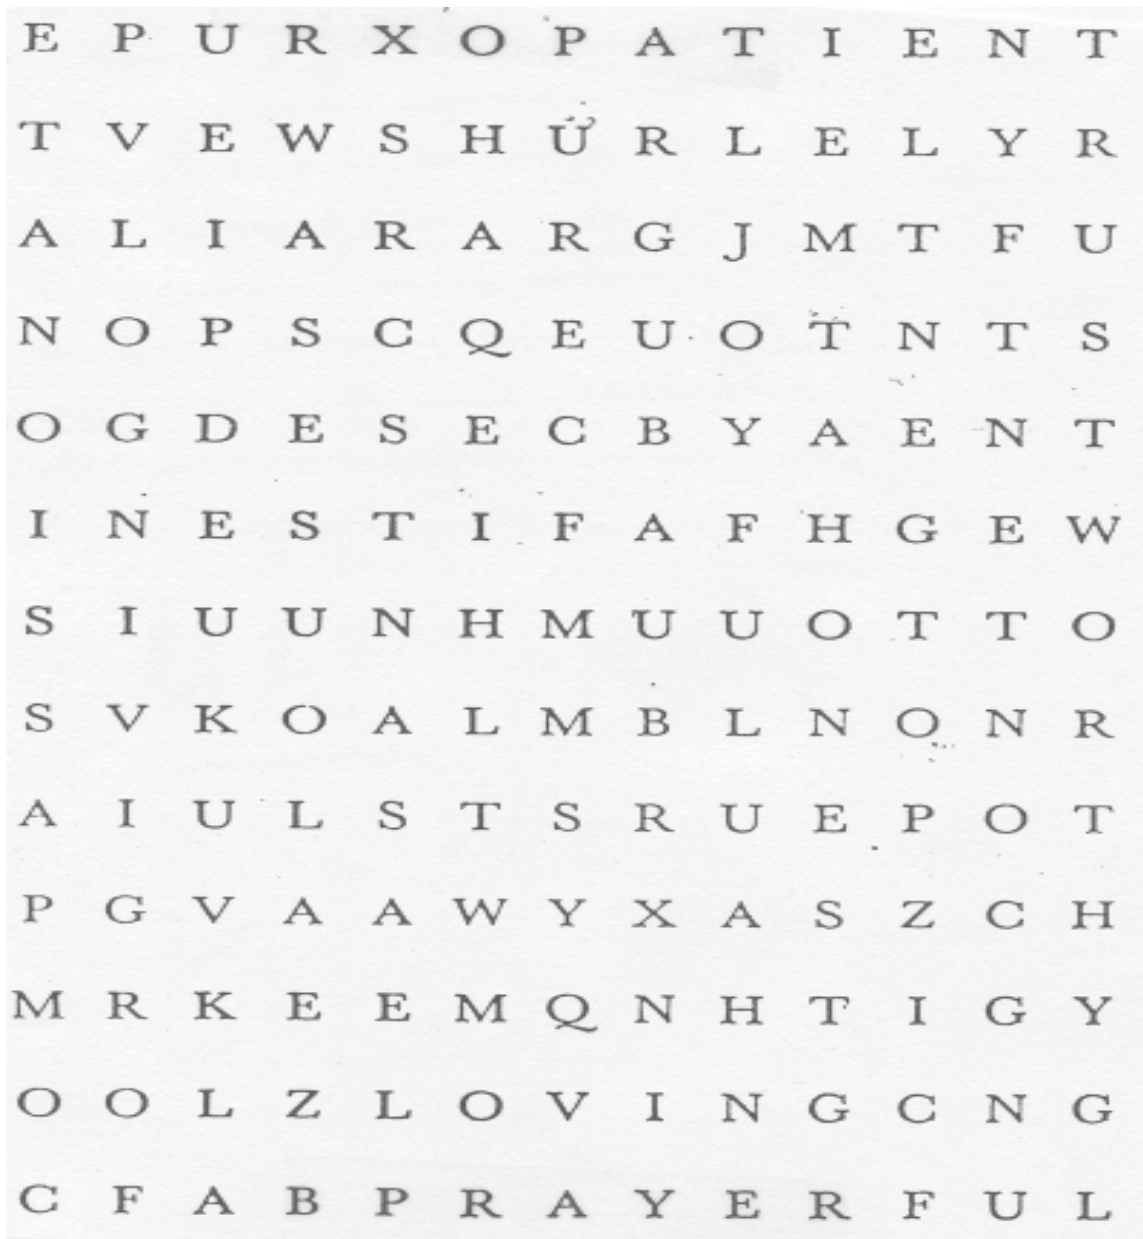 E P U R X O P A T I E N T
T V E W S H U R L E L Y R
A L I A R A R G J M T F U
N O P S C Q E U O T N T S
O G D E S E C B Y A E N T
I N E S T I F A F H G E W
S I U U N H M U U O T T O
S V K O A L M B L N O N R
A I U L S T S R U E P O T
P G V A A W Y X A S Z C H
M R K E E M Q N H T I G Y
O O L Z L O V I N G C N G
C F A B P R A Y E R F U L